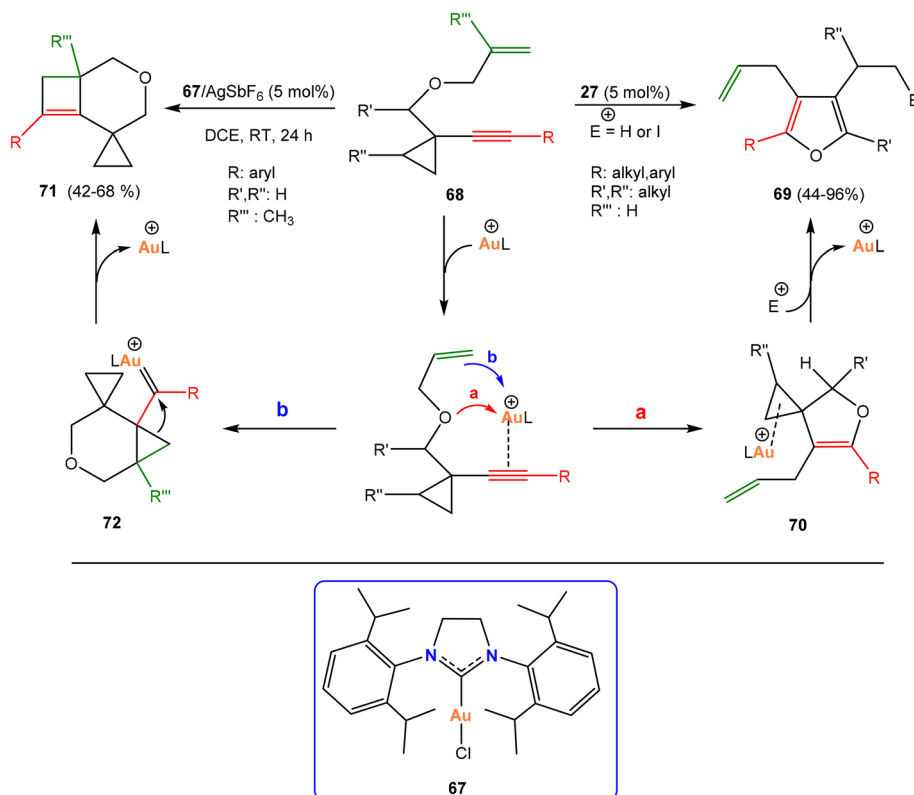 R'''
O
R
71 (42-68 %)
67/AgSbF6 (5 mol%)
DCE, RT, 24 h
R: aryl
R',R'': H
R''' : CH3
R'''
O
R'
R''
R
68
27 (5 mol%)
⊕
E = H or I
R: alkyl,aryl
R',R'': alkyl
R''' : H
R''
E
R
O
R'
69 (44-96%)
⊕
AuL
⊕
AuL
⊕
AuL
⊕
E
⊕
LAu
R
O
R'''
72
b
b
a
O
⊕
AuL
R'
R''
R
a
R''
H
R'
O
⊕
LAu
R
70
N
N
Au
Cl
67